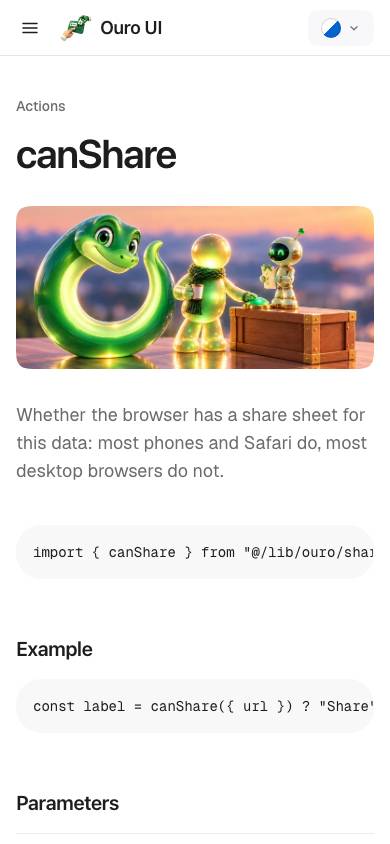 Ouro UI
Actions
canShare
Whether the browser has a share sheet for
this data: most phones and Safari do, most
desktop browsers do not.
import { canShare } from "@/lib/ouro/shar
Example
const label = canShare({ url }) ? "Share"
Parameters